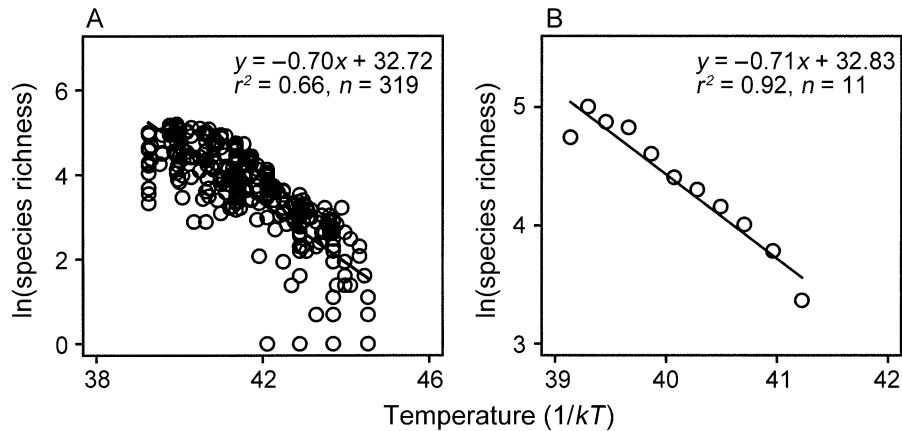 A
y = −0.70x + 32.72
r² = 0.66, n = 319
ln(species richness)
6
4
2
0
38
42
46
B
y = −0.71x + 32.83
r² = 0.92, n = 11
ln(species richness)
5
4
3
39
40
41
42
Temperature (1/kT)